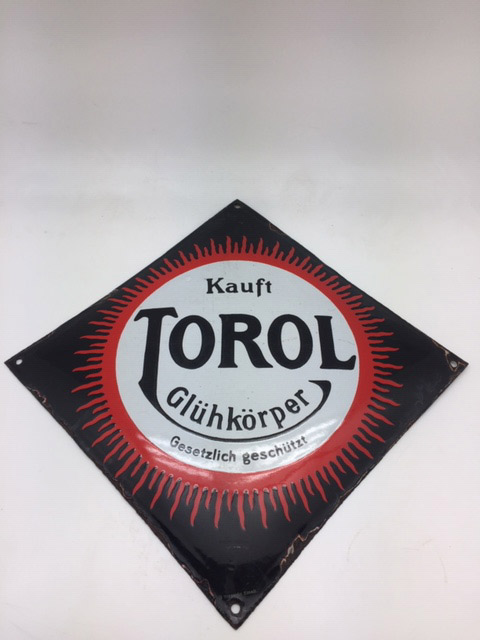 Kauft
TOROL
Glühkörper
Gesetzlich geschützt